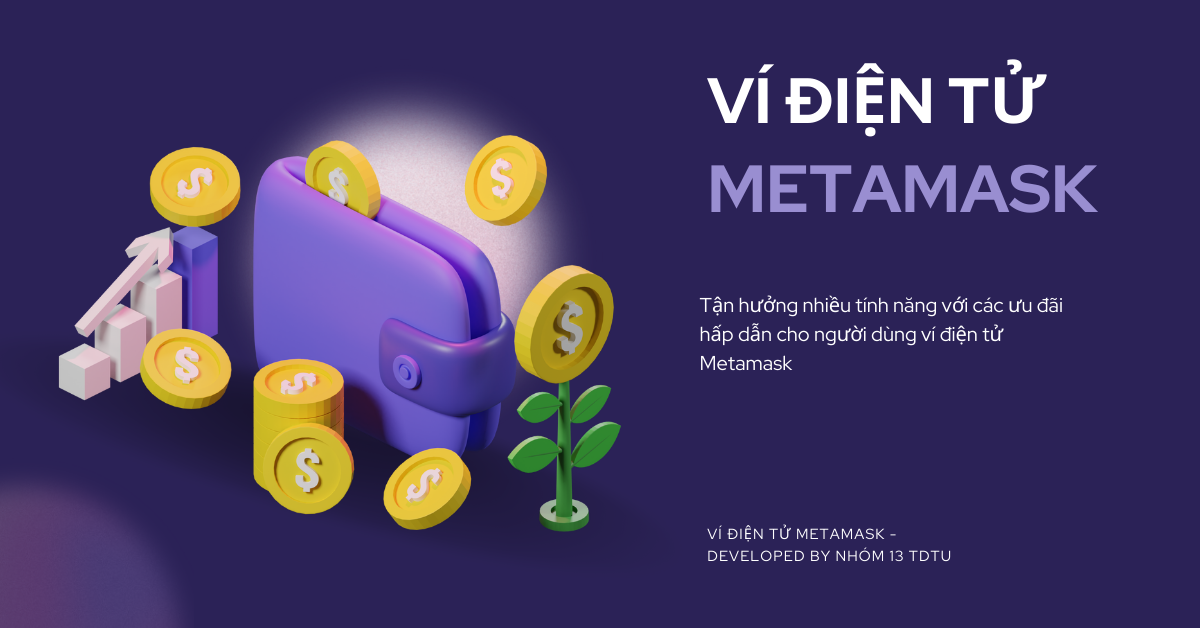 VÍ ĐIỆN TỬ
METAMASK
Tận hưởng nhiều tính năng với các ưu đãi
hấp dẫn cho người dùng ví điện tử
Metamask
VÍ ĐIỆN TỬ METAMASK -
DEVELOPED BY NHÓM 13 TDTU